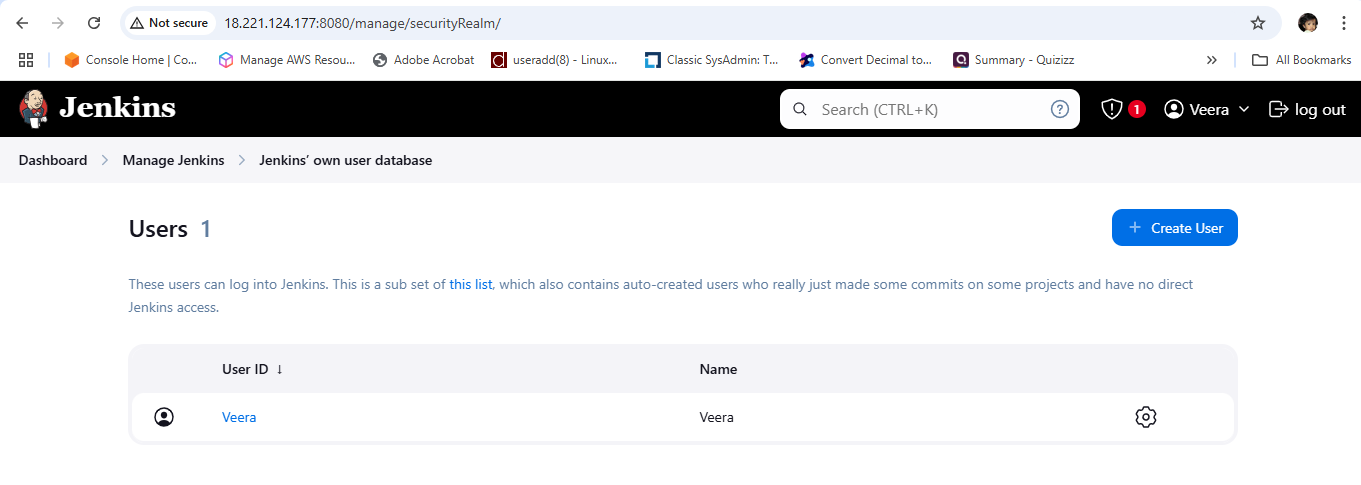 Not secure 18.221.124.177:8080/manage/securityRealm/
Console Home | Co... Manage AWS Resou... Adobe Acrobat useradd(8) - Linux... Classic SysAdmin: T... Convert Decimal to... Summary - Quizizz » All Bookmarks
Jenkins Search (CTRL+K) ? 1 Veera log out
Dashboard Manage Jenkins Jenkins’ own user database
Users 1 + Create User
These users can log into Jenkins. This is a sub set of this list, which also contains auto-created users who really just made some commits on some projects and have no direct
Jenkins access.
User ID ↓ Name
Veera Veera